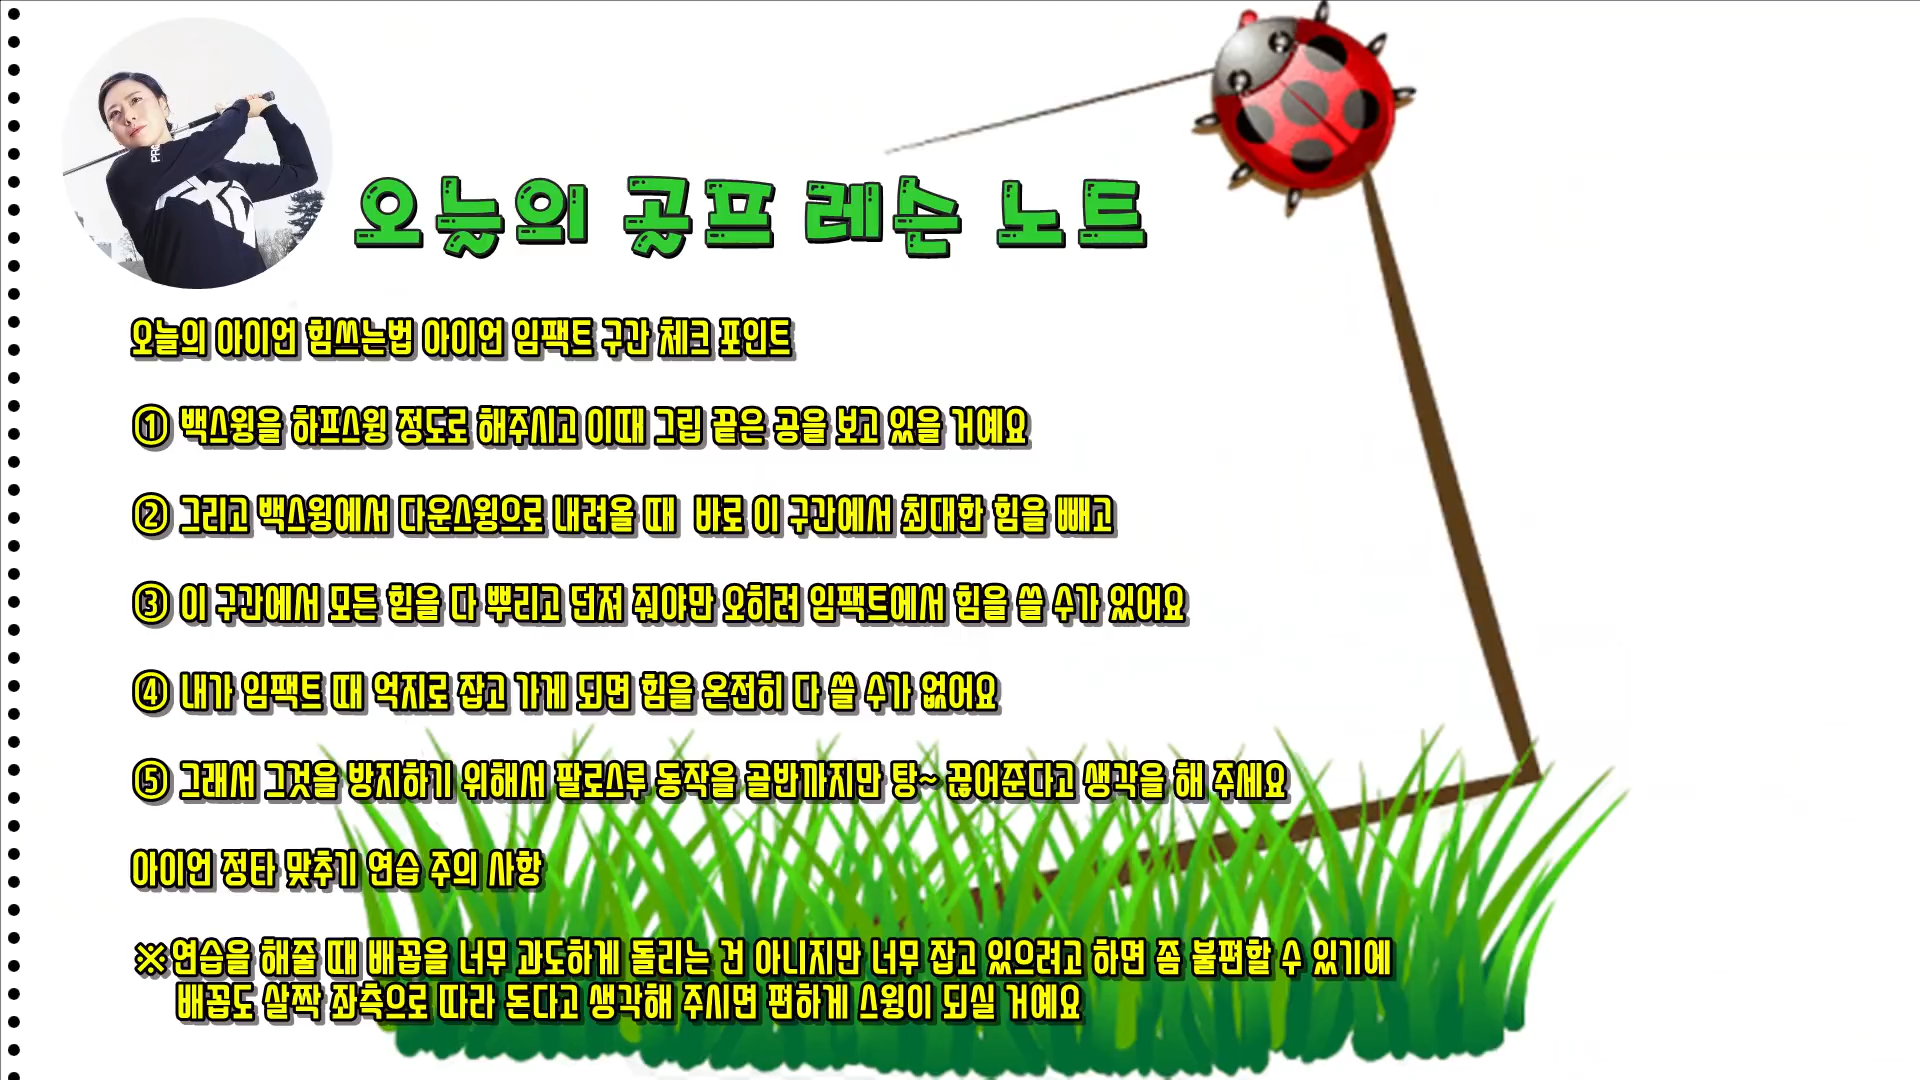 오늘의 골프 레슨 노트
오늘의 아이언 힘쓰는법 아이언 임팩트 구간 체크 포인트
① 백스윙을 하프스윙 정도로 해주시고 이때 그립 끝은 공을 보고 있을 거예요
② 그리고 백스윙에서 다운스윙으로 내려올 때 바로 이 구간에서 최대한 힘을 빼고
③ 이 구간에서 모든 힘을 다 뿌리고 던져 줘야만 오히려 임팩트에서 힘을 쓸 수가 있어요
④ 내가 임팩트 때 억지로 잡고 가게 되면 힘을 온전히 다 쓸 수가 없어요
⑤ 그래서 그것을 방지하기 위해서 팔로스루 동작을 골반까지만 탕~ 끊어준다고 생각을 해 주세요
아이언 정타 맞추기 연습 주의 사항
※ 연습을 해줄 때 배꼽을 너무 과도하게 돌리는 건 아니지만 너무 잡고 있으려고 하면 좀 불편할 수 있기에
배꼽도 살짝 좌측으로 따라 돈다고 생각해 주시면 편하게 스윙이 되실 거예요